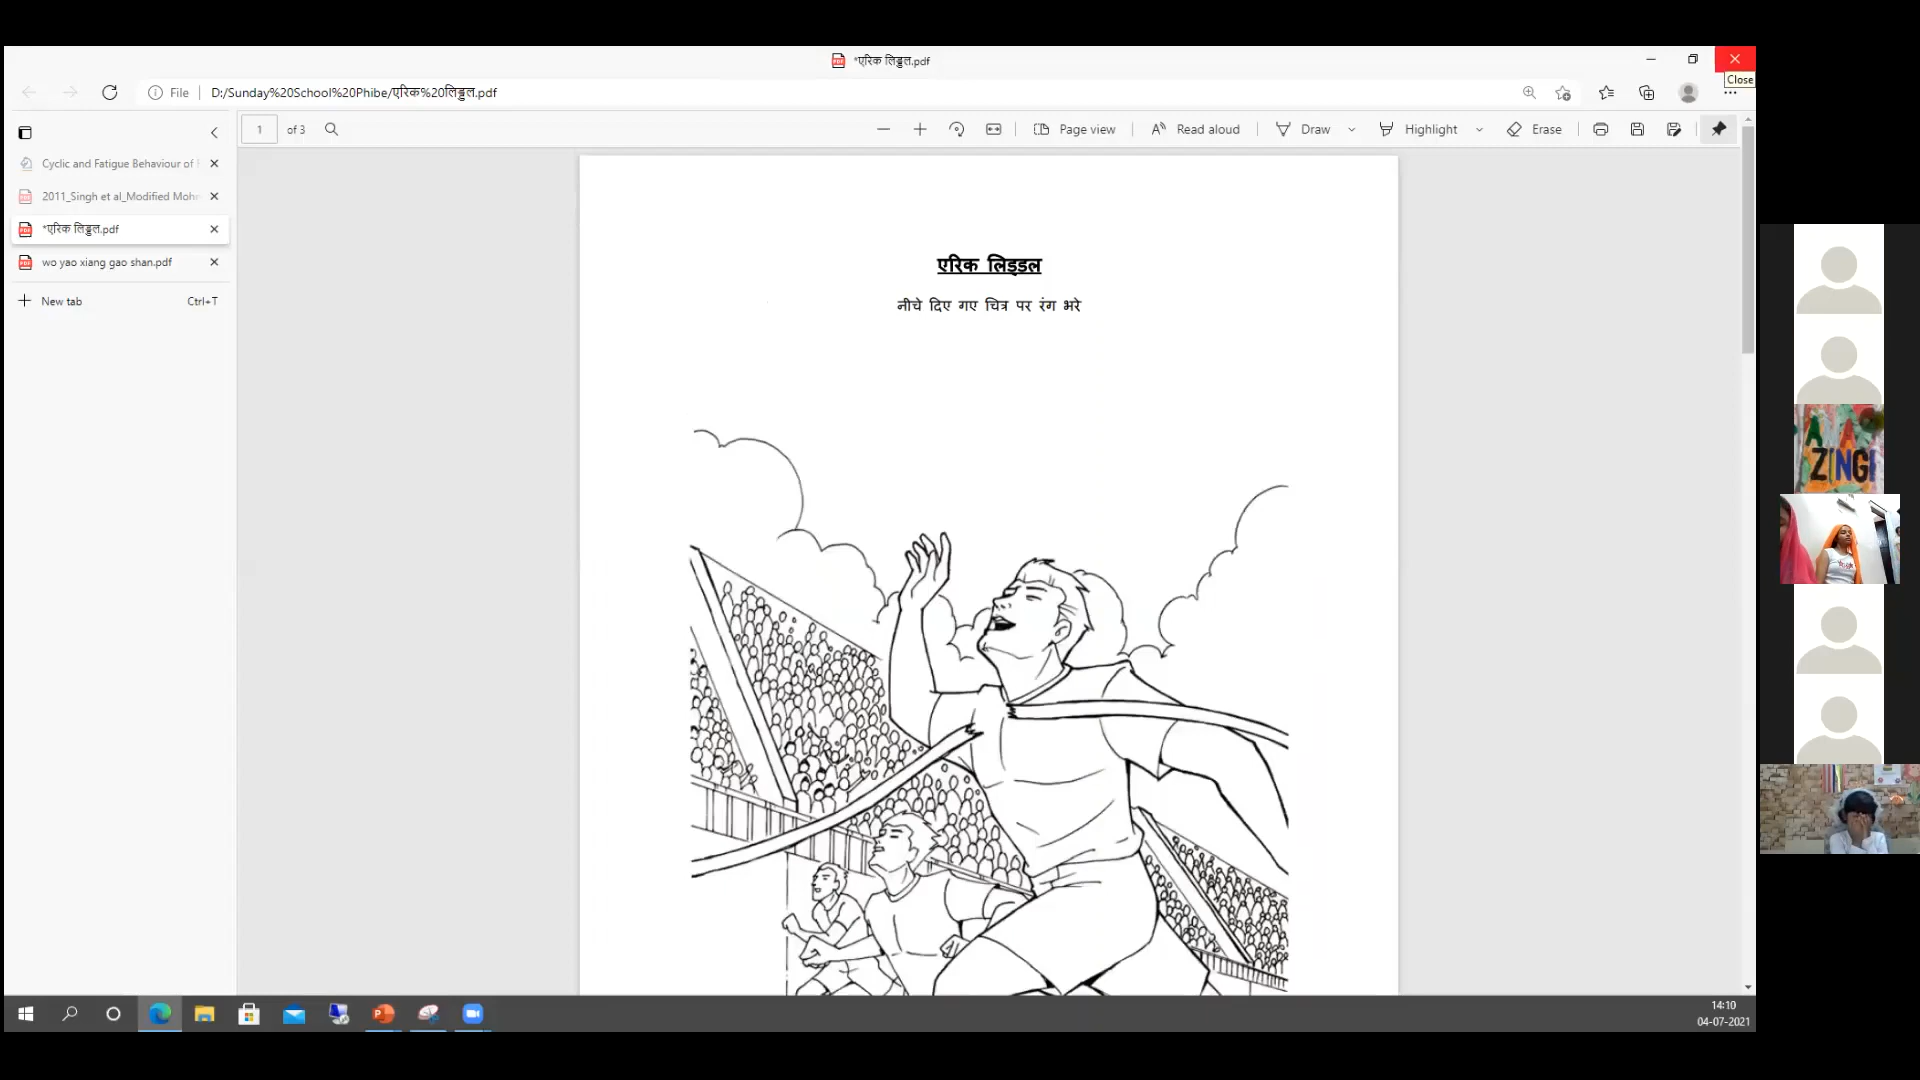 *एरिक लिड्डल.pdf
Close
File
D:/Sunday%20School%20Phibe/एरिक%20लिड्डल.pdf
1 of 3
Page view
Read aloud
Draw
Highlight
Erase
Cyclic and Fatigue Behaviour of
2011_Singh et al_Modified Moh
*एरिक लिड्डल.pdf
wo yao xiang gao shan.pdf
New tab Ctrl+T
एरिक लिड्डल
नीचे दिए गए चित्र पर रंग भरे
ZING
14:10
04-07-2021